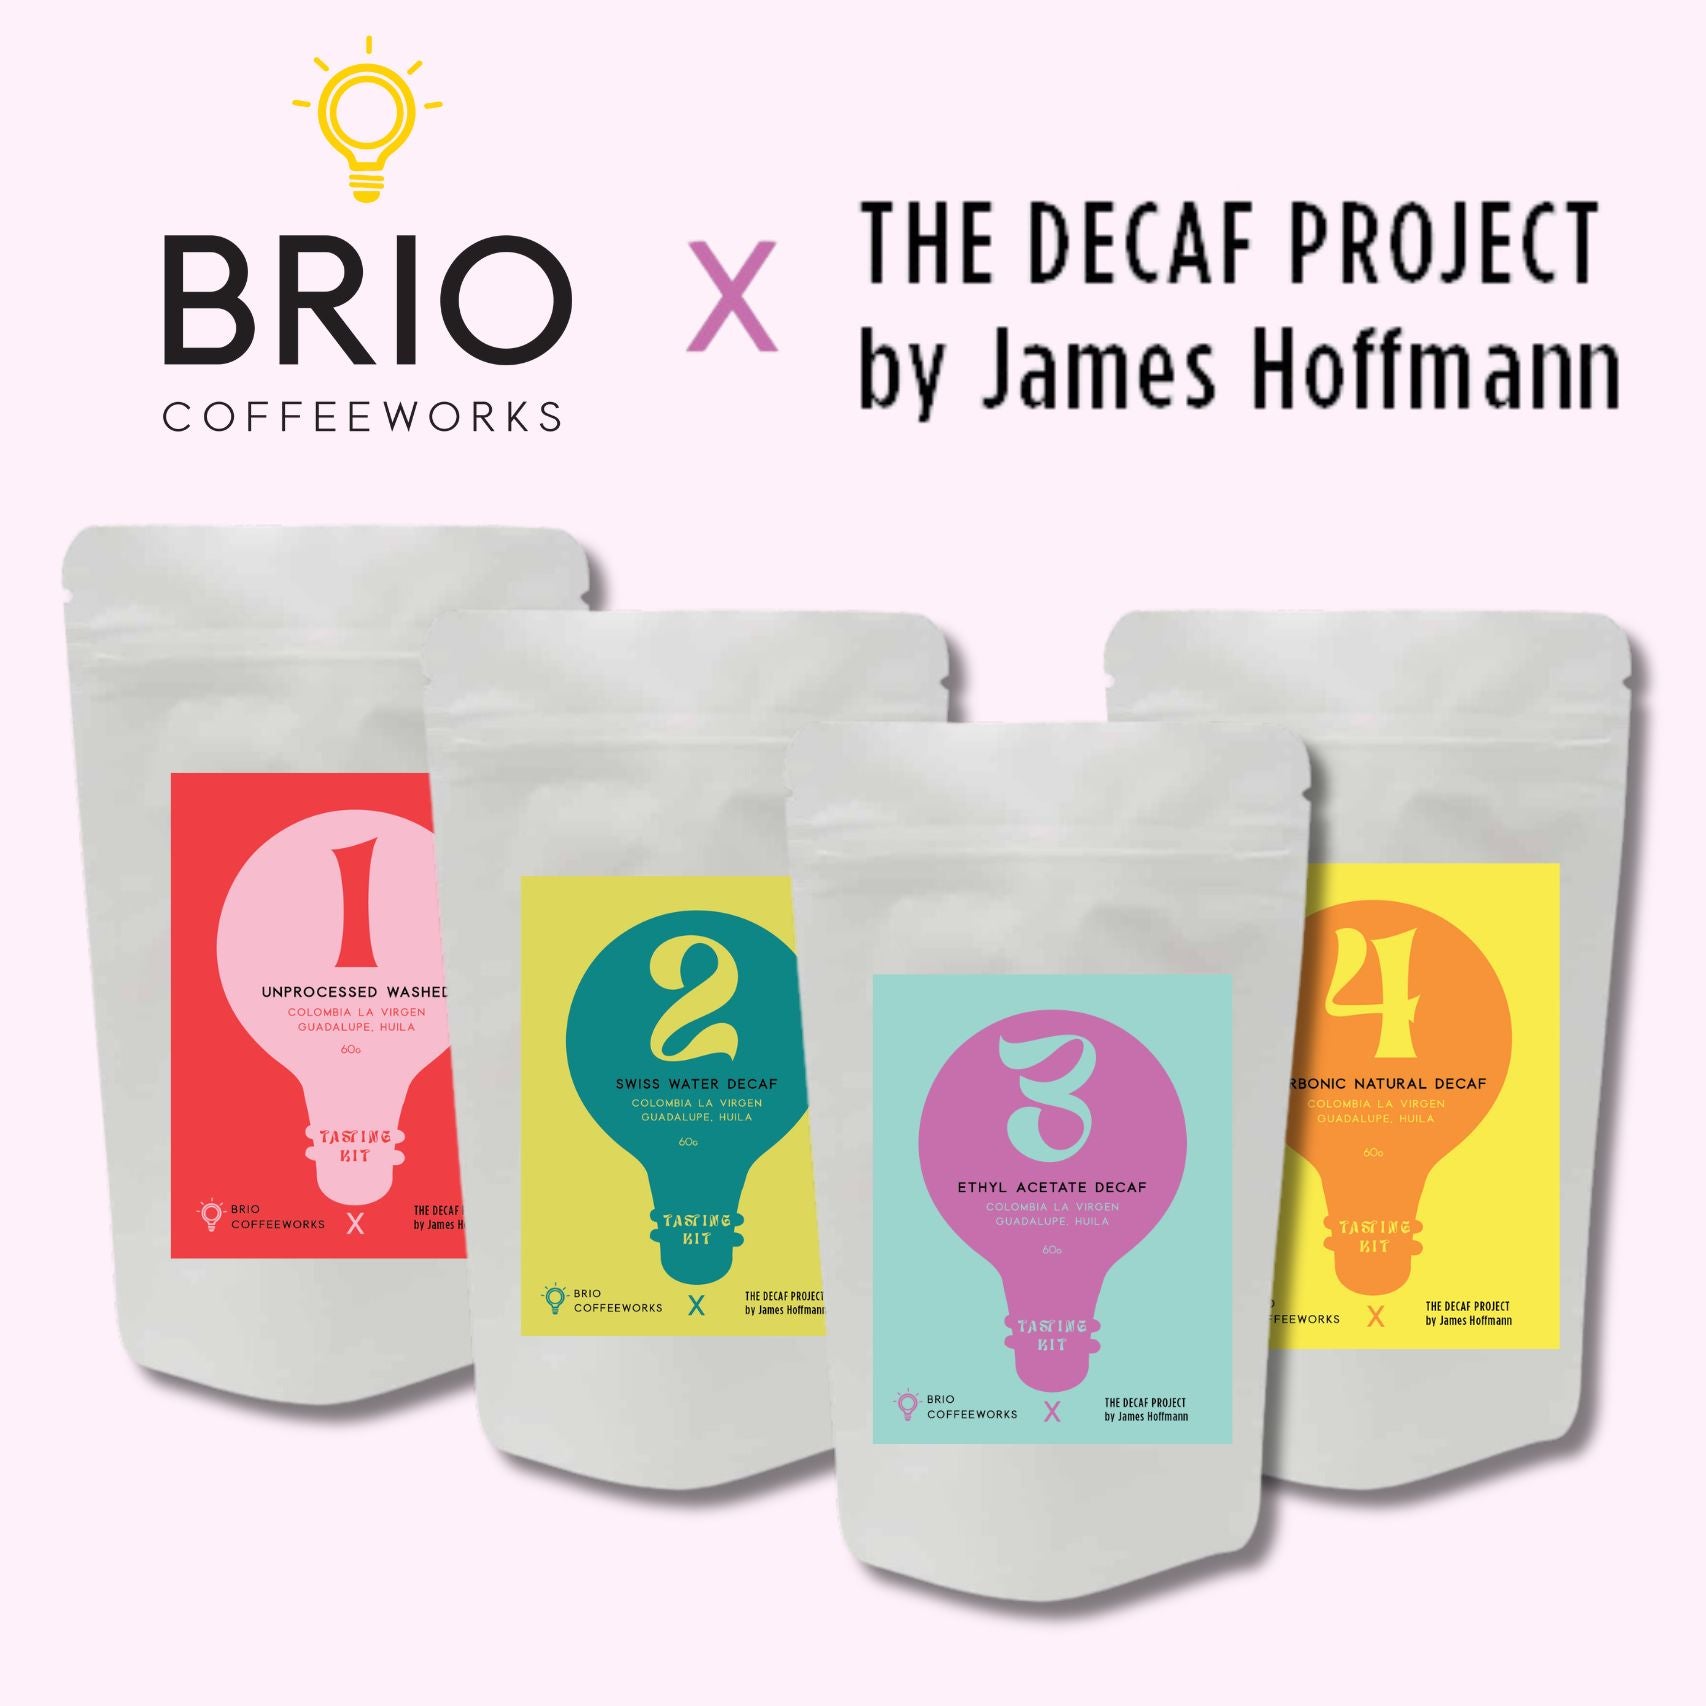 BRIO
COFFEEWORKS
X
THE DECAF PROJECT
by James Hoffmann
1
UNPROCESSED WASHED
COLOMBIA LA VIRGEN
GUADALUPE, HUILA
60G
TASTING
KIT
BRIO
COFFEEWORKS
X
THE DECAF
by James
2
SWISS WATER DECAF
COLOMBIA LA VIRGEN
GUADALUPE, HUILA
60G
TASTING
KIT
BRIO
COFFEEWORKS
X
THE DECAF PROJECT
by James Hoffmann
3
ETHYL ACETATE DECAF
COLOMBIA LA VIRGEN
GUADALUPE, HUILA
60G
TASTING
KIT
BRIO
COFFEEWORKS
X
THE DECAF PROJECT
by James Hoffmann
4
NATURAL DECAF
COLOMBIA LA VIRGEN
GUADALUPE, HUILA
60G
TASTING
KIT
X
THE DECAF PROJECT
by James Hoffmann